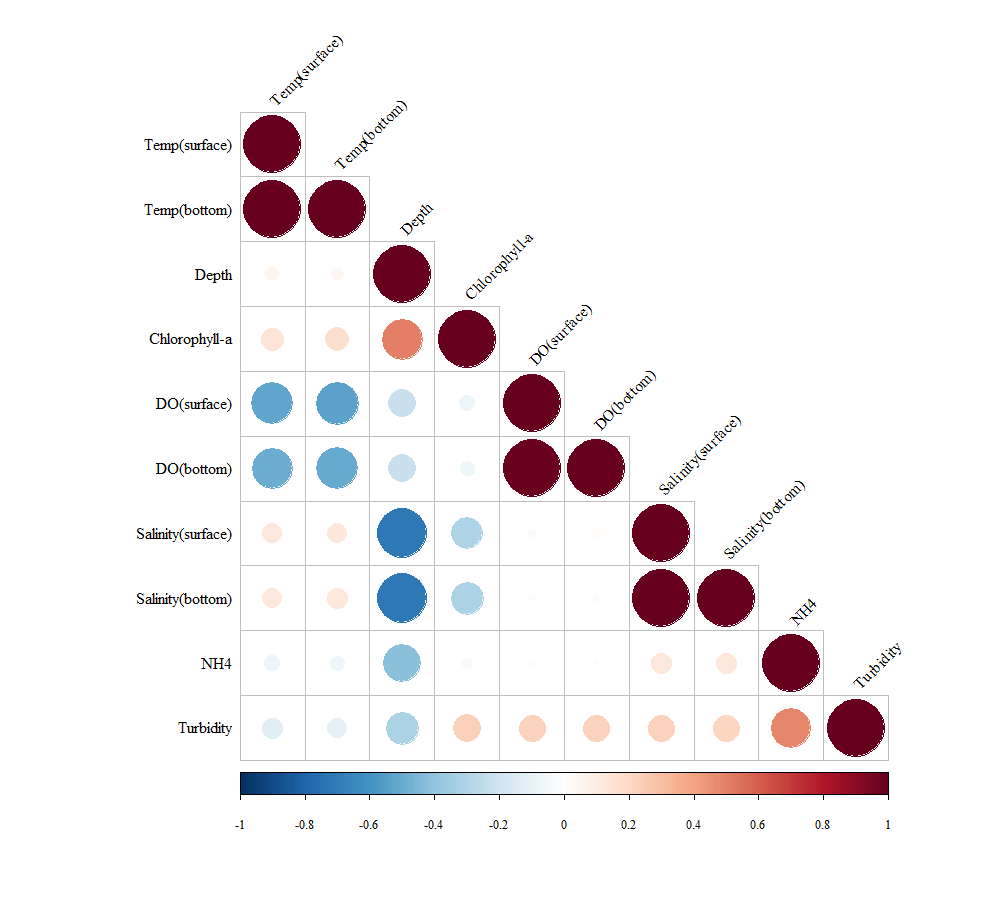 Temp(surface)
Temp(bottom)
Depth
Chlorophyll-a
DO(surface)
DO(bottom)
Salinity(surface)
Salinity(bottom)
NH4
Turbidity
Temp(surface)
Temp(bottom)
Depth
Chlorophyll-a
DO(surface)
DO(bottom)
Salinity(surface)
Salinity(bottom)
NH4
Turbidity
-1 -0.8 -0.6 -0.4 -0.2 0 0.2 0.4 0.6 0.8 1